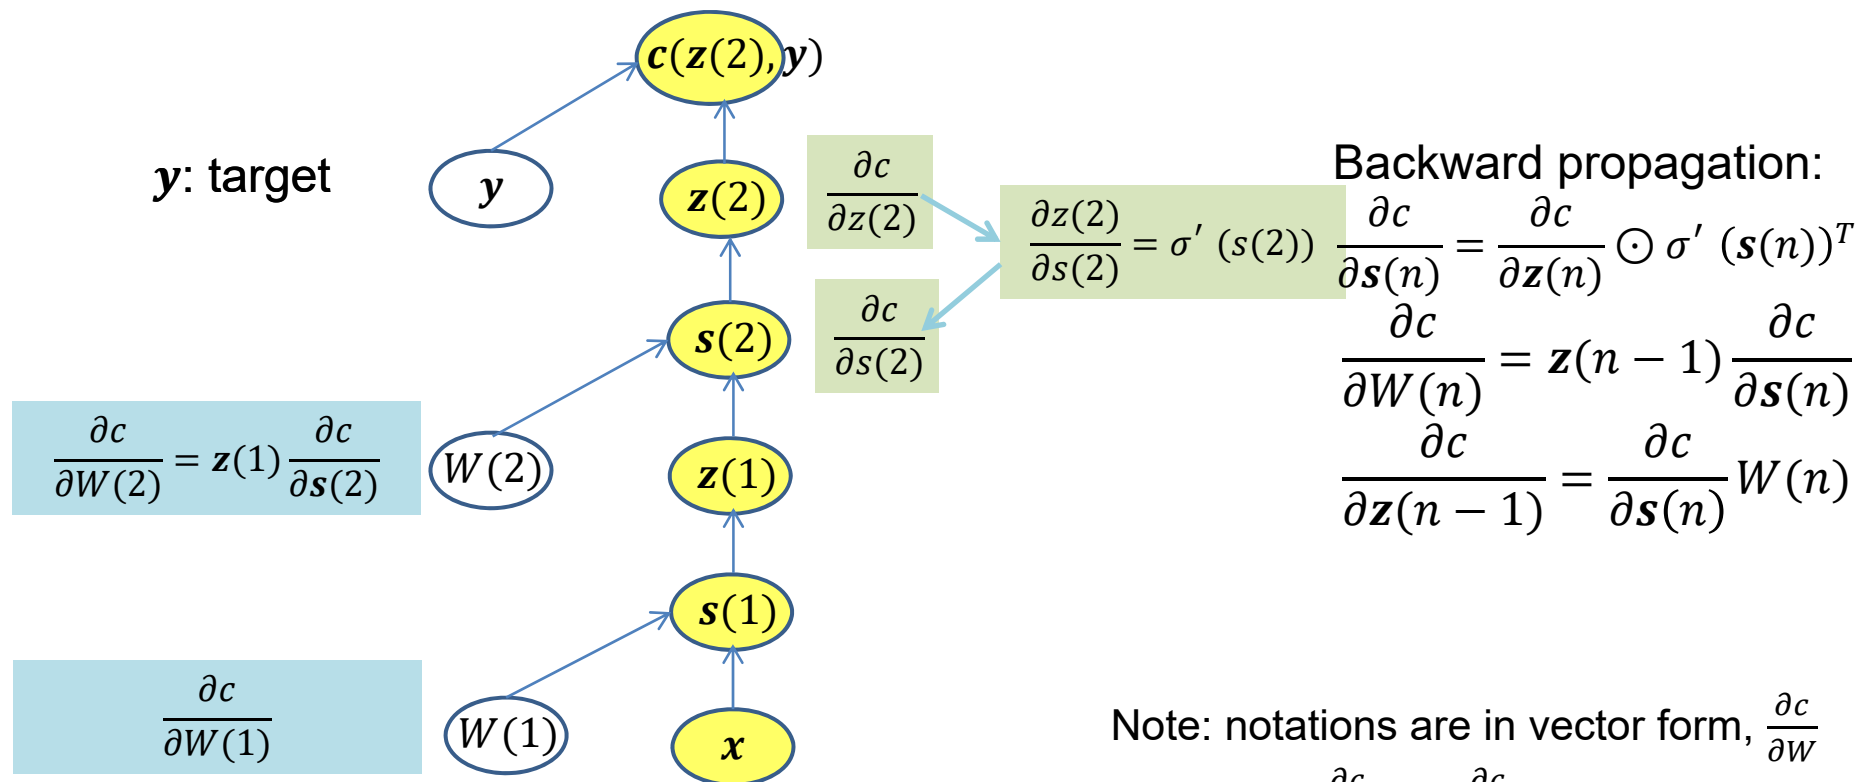 c(z(2), y)
y: target
y
z(2)
∂c/∂z(2)
∂z(2)/∂s(2) = σ′ (s(2))
∂c/∂s(2)
Backward propagation:
∂c/∂s(n) = ∂c/∂z(n) ⊙ σ′ (s(n))^T
∂c/∂W(n) = z(n − 1) ∂c/∂s(n)
∂c/∂z(n − 1) = ∂c/∂s(n) W(n)
s(2)
∂c/∂W(2) = z(1) ∂c/∂s(2)
W(2)
z(1)
s(1)
∂c/∂W(1)
W(1)
x
Note: notations are in vector form, ∂c/∂W
∂c ∂c